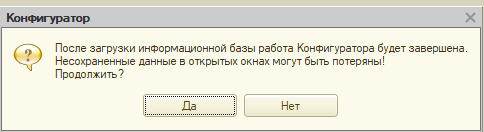 Конфигуратор
После загрузки информационной базы работа Конфигуратора будет завершена.
Несохраненные данные в открытых окнах могут быть потеряны!
Продолжить?
Да
Нет